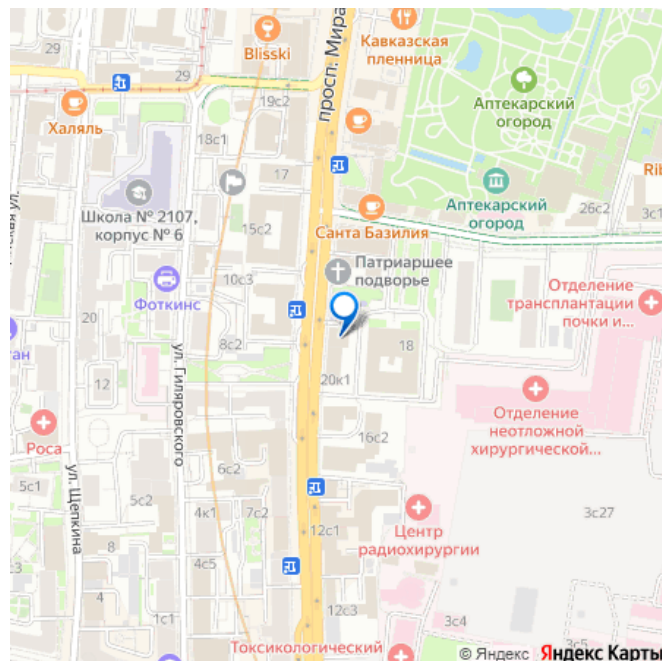 29
Blisski
просп. Мира
Кавказская
пленница
29
Халяль
19с2
Аптекарский
огород
18с1
17
Школа № 2107,
корпус № 6
Аптекарский
огород
26с2
3с1
Rib
Санта Базилия
15с2
Патриаршее
подворье
10с3
Фоткинс
Отделение
трансплантации
почки и...
20
8с2
18
ул. Гиляровского
12
20к1
Отделение
неотложной
хирургической...
Роса
16с2
ул. Щепкина
5с1
5с2
6с2
4к1
7с2
3с27
12с1
Центр
радиохирургии
8
4с2
4
1с1
12с3
3с4
5с2
Токсикологический
© Яндекс Яндекс Карты